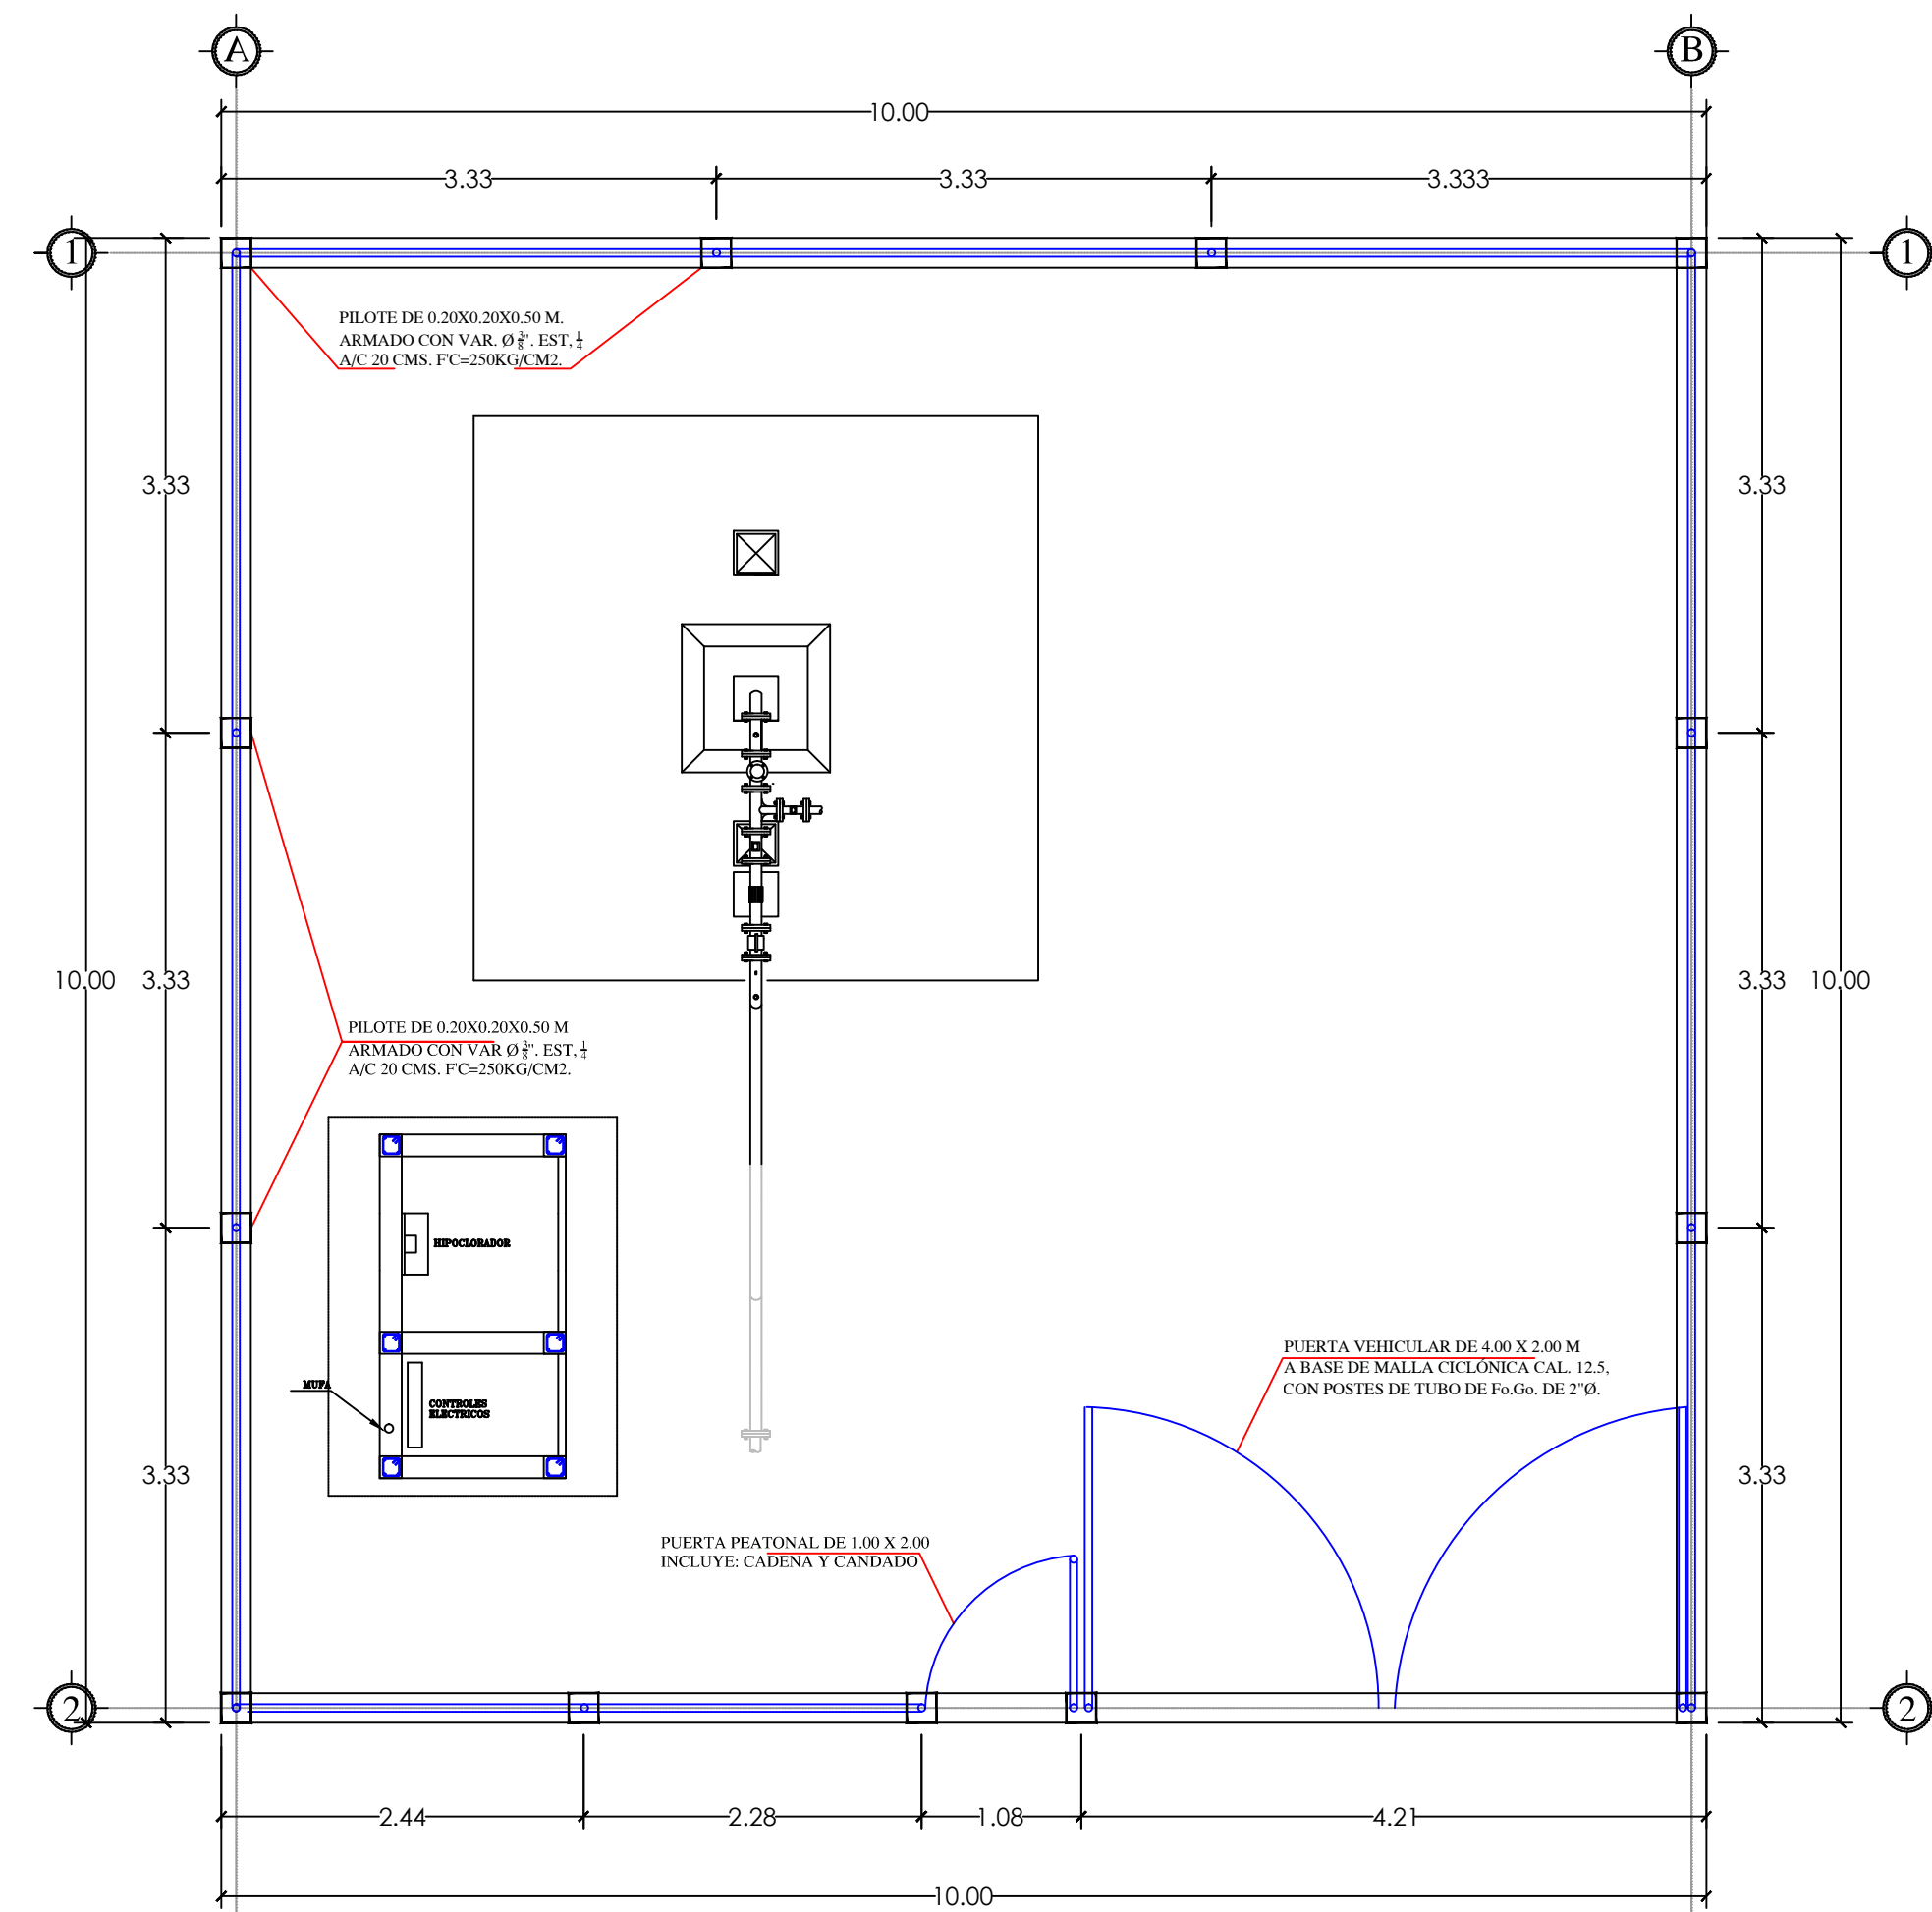 A
B
10.00
3.33
3.33
3.333
1
1
PILOTE DE 0.20X0.20X0.50 M.
ARMADO CON VAR. Ø 3/8". EST, 1/4
A/C 20 CMS. F'C=250KG/CM2.
3.33
3.33
10.00
3.33
3.33
10.00
PILOTE DE 0.20X0.20X0.50 M
ARMADO CON VAR Ø 3/8". EST, 1/4
A/C 20 CMS. F'C=250KG/CM2.
HIPOCLORADOR
MUFA
CONTROLES
ELECTRICOS
PUERTA VEHICULAR DE 4.00 X 2.00 M
A BASE DE MALLA CICLÓNICA CAL. 12.5,
CON POSTES DE TUBO DE Fo.Go. DE 2"Ø.
3.33
3.33
PUERTA PEATONAL DE 1.00 X 2.00
INCLUYE: CADENA Y CANDADO
2
2
2.44
2.28
1.08
4.21
10.00